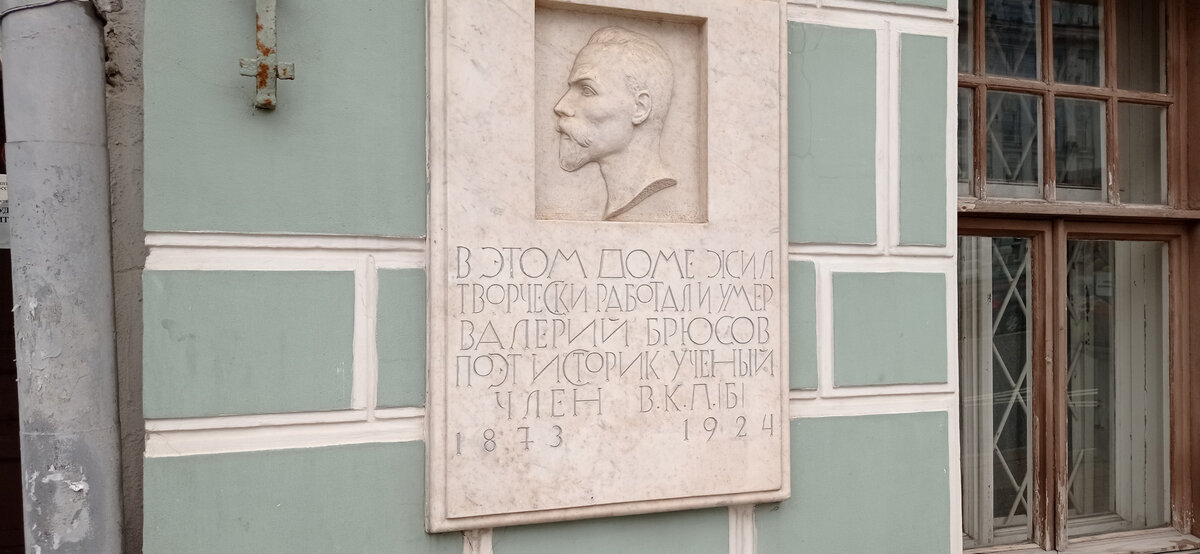 В ЭТОМ ДОМЕ ЖИЛ
ТВОРЧЕСКИ РАБОТАЛ И УМЕР
ВАЛЕРИЙ БРЮСОВ
ПОЭТ ИСТОРИК УЧЕНЫЙ
ЧЛЕН В.К.П.(Б)
1873 1924